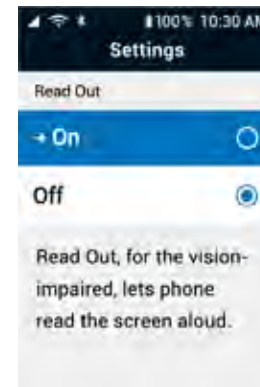 100% 10:30 AM
Settings
Read Out
→ On
Off
Read Out, for the vision-
impaired, lets phone
read the screen aloud.